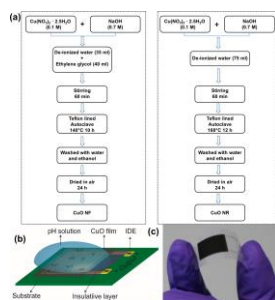 (a)
Cu(NO₃)₂ · 2.5H₂O
(0.1 M)
+
NaOH
(0.7 M)
De-ionized water (35 ml)
+
Ethylene glycol (40 ml)
Stirring
60 min
Teflon lined
Autoclave
140°C 10 h
Washed with water
and ethanol
Dried in air
24 h
CuO NF
Cu(NO₃)₂ · 2.5H₂O
(0.1 M)
+
NaOH
(0.7 M)
De-ionized water (70 ml)
Stirring
60 min
Teflon lined
Autoclave
160°C 12 h
Washed with water
and ethanol
Dried in air
24 h
CuO NR
(b)
pH solution
CuO film
IDE
Substrate
Insulative layer
(c)